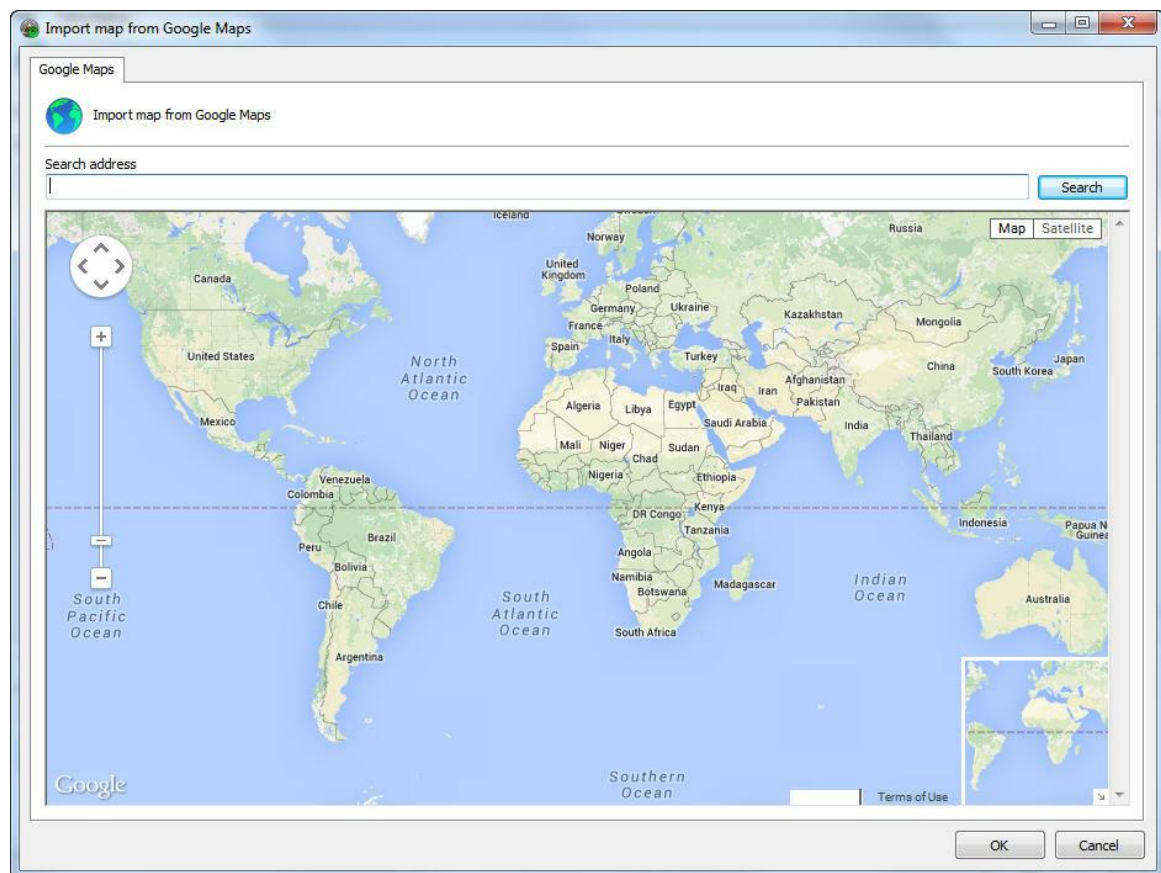 Import map from Google Maps
Google Maps
Import map from Google Maps
Search address
Search
Iceland
Norway
Russia
Map Satellite
Canada
United
Kingdom
Poland
Germany
Ukraine
Kazakhstan
Mongolia
France
Italy
Spain
Turkey
United States
North
Atlantic
Ocean
China
Japan
South Korea
Iraq
Iran
Afghanistan
Pakistan
Algeria
Libya
Egypt
Saudi Arabia
India
Mexico
Thailand
Mali
Niger
Chad
Sudan
Venezuela
Nigeria
Ethiopia
Colombia
DR Congo
Kenya
Indonesia
Papua N
Guinea
Tanzania
Brazil
Peru
Angola
Bolivia
Namibia
Botswana
Madagascar
Indian
Ocean
South
Pacific
Ocean
Chile
South
Atlantic
Ocean
Australia
South Africa
Argentina
Google
Southern
Ocean
Terms of Use
OK Cancel